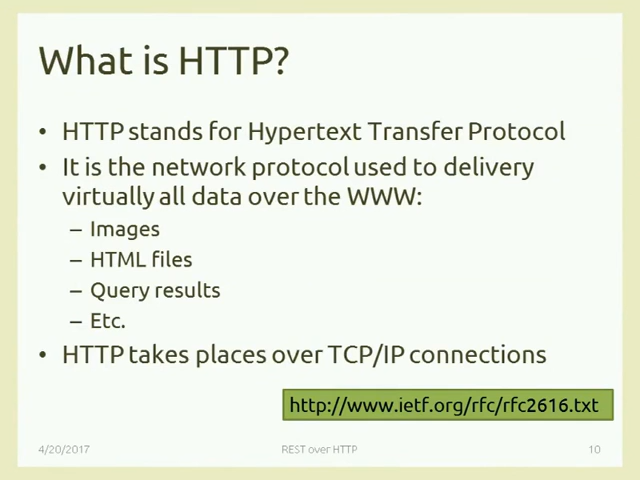 What is HTTP?
• HTTP stands for Hypertext Transfer Protocol
• It is the network protocol used to delivery
virtually all data over the WWW:
– Images
– HTML files
– Query results
– Etc.
• HTTP takes places over TCP/IP connections
http://www.ietf.org/rfc/rfc2616.txt
4/20/2017 REST over HTTP 10